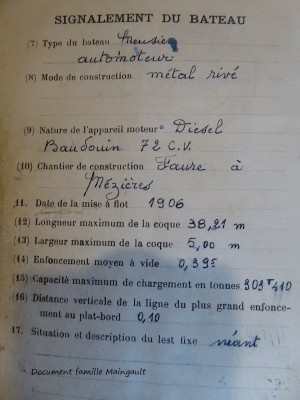 SIGNALEMENT DU BATEAU
(7) Type du bateau Meusien
automoteur
(8) Mode de construction métal rivé
(9) Nature de l'appareil moteur Diesel
Baudouin 72 C.V.
(10) Chantier de construction Faure à
Mézières
11. Date de la mise à flot 1906
(12) Longueur maximum de la coque 38,21 m
(13) Largeur maximum de la coque 5,00 m
(14) Enfoncement moyen à vide 0,395
(15) Capacité maximum de chargement en tonnes 303T410
(16) Distance verticale de la ligne du plus grand enfonce-
ment au plat-bord 0,10
17. Situation et description du lest fixe néant
Document famille Maingault